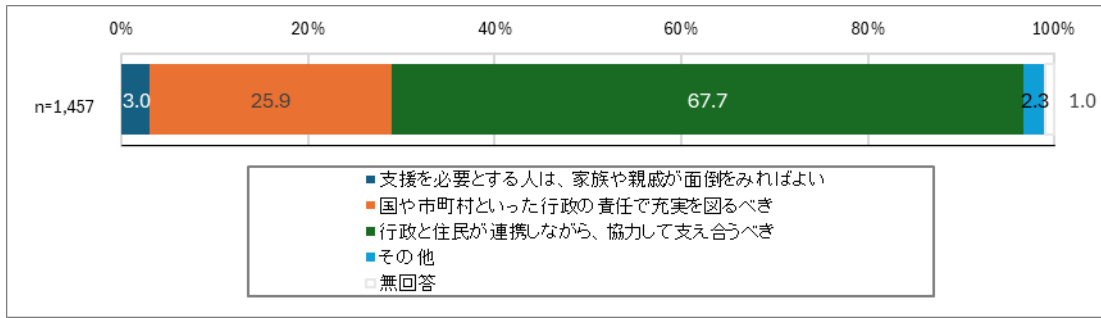 0% 20% 40% 60% 80% 100%
n=1,457 3.0 25.9 67.7 2.3 1.0
支援を必要とする人は、家族や親戚が面倒をみればよい
国や市町村といった行政の責任で充実を図るべき
行政と住民が連携しながら、協力して支え合うべき
その他
無回答